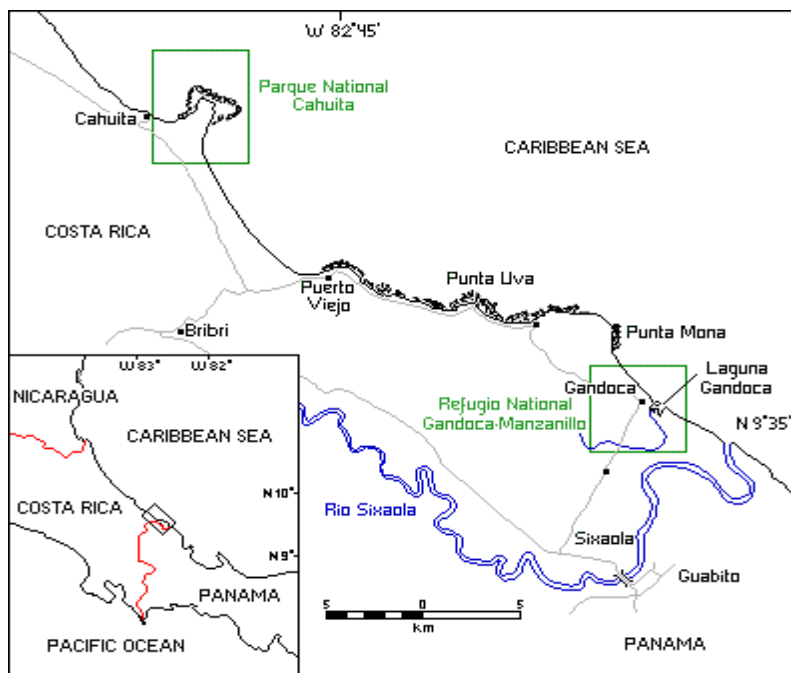 'W' 82°45'
Parque National
Cahuita
Cahuita
CARIBBEAN SEA
COSTA RICA
Puerto
Viejo
Punta Uva
Bribri
Punta Mona
Laguna
Gandoca
Gandoca
Refugio National
Gandoca-Manzanillo
N 9°35'
Rio Sixaola
Sixaola
Guabito
PANAMA
5 0 5
km
W 83° W 82°
NICARAGUA
CARIBBEAN SEA
N 10°
COSTA RICA
N 9°
PANAMA
PACIFIC OCEAN